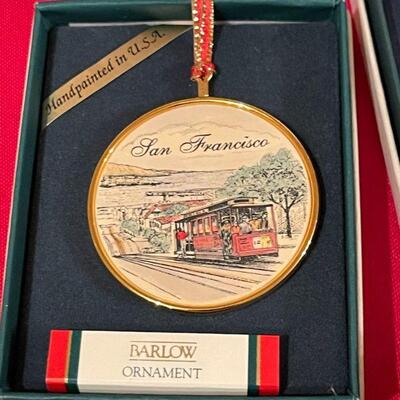 Handpainted in U.S.A.
San Francisco
BARLOW
ORNAMENT